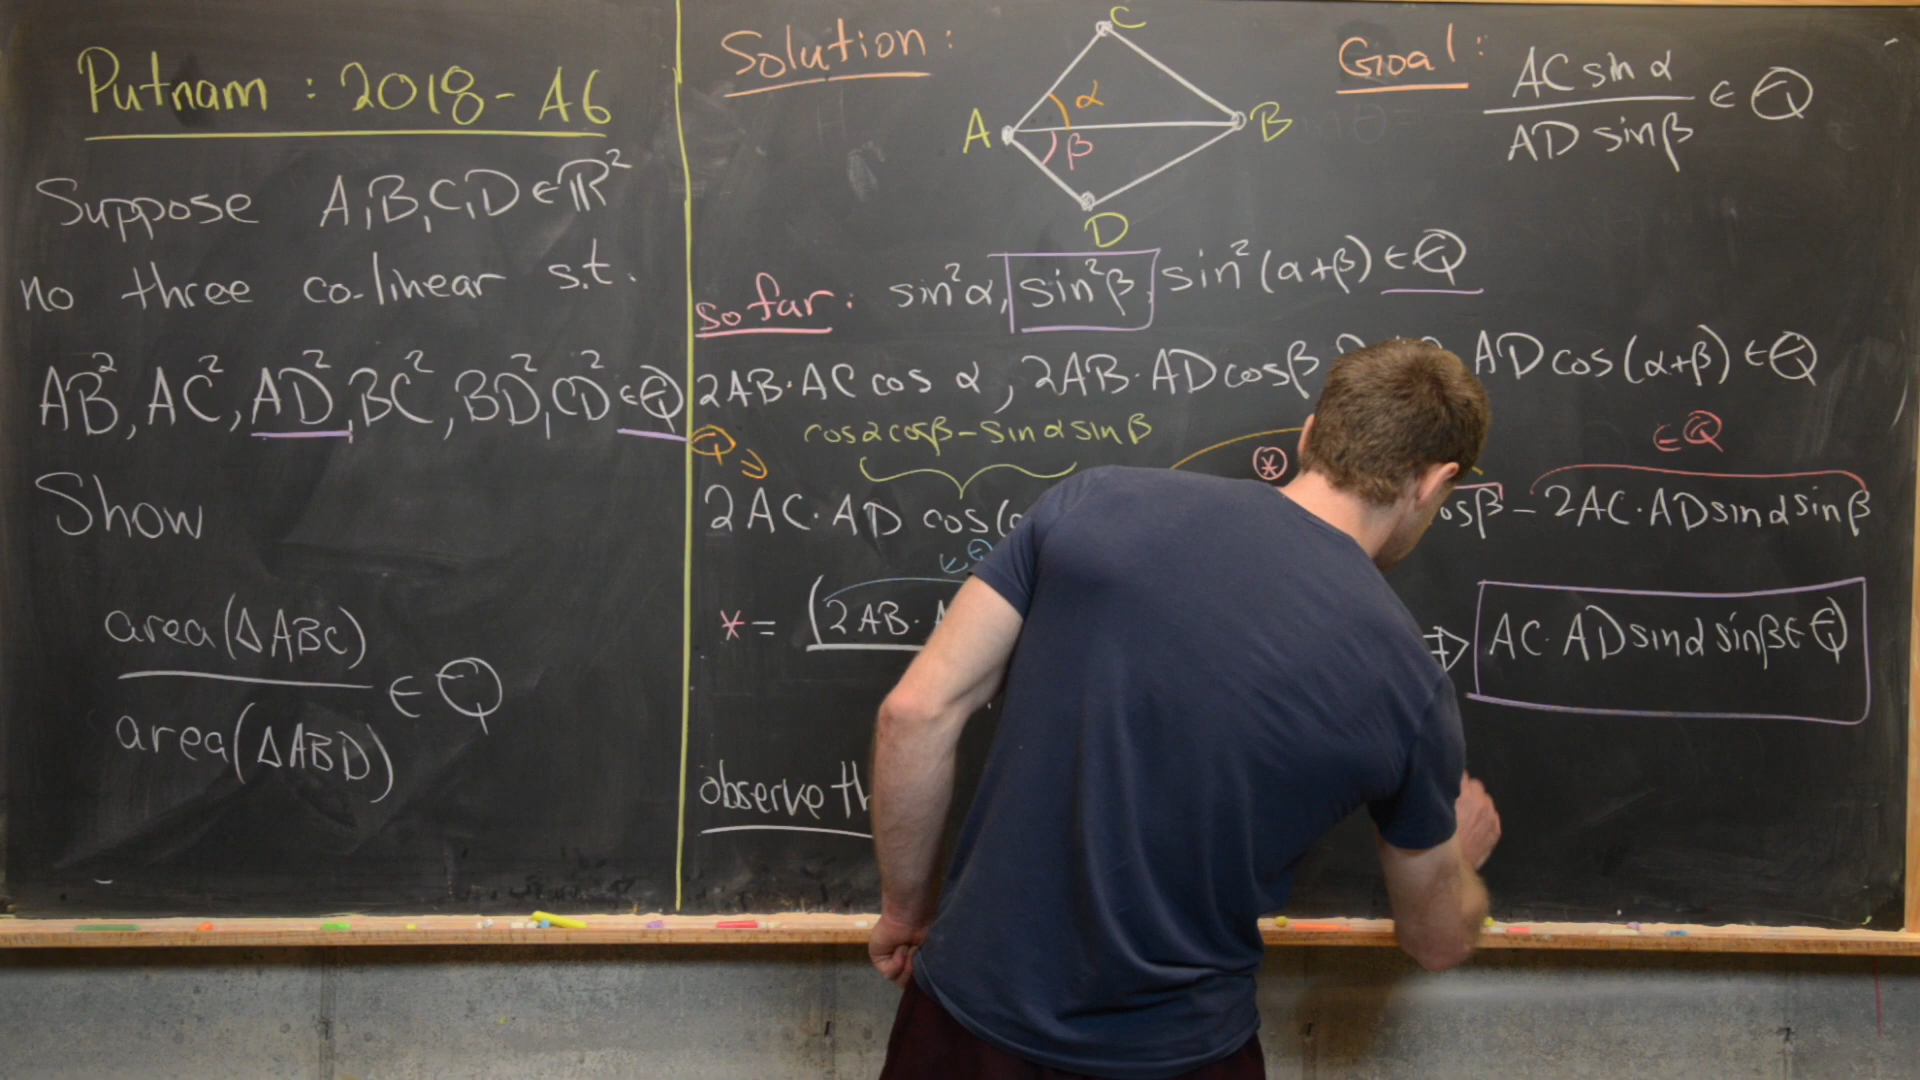 Putnam : 2018 - A6
Suppose A,B,C,D ∈ ℝ²
no three co-linear s.t.
AB², AC², AD², BC², BD², CD² ∈ ℚ
Show
area(ΔABC)
area(ΔABD)
∈ ℚ
Solution:
C
A
α
β
B
D
Goal:
AC sin α
AD sin β
∈ ℚ
so far: sin²α, sin²β, sin²(α+β) ∈ ℚ
2AB·AC cos α, 2AB·AD cos β AD cos(α+β) ∈ ℚ
ℚ ⇒ cos α cos β - sin α sin β
∈ ℚ
*
2AC·AD cos( cos β - 2AC·AD sin α sin β
* = (2AB· ⇒ AC·AD sin α sin β ∈ ℚ
observe